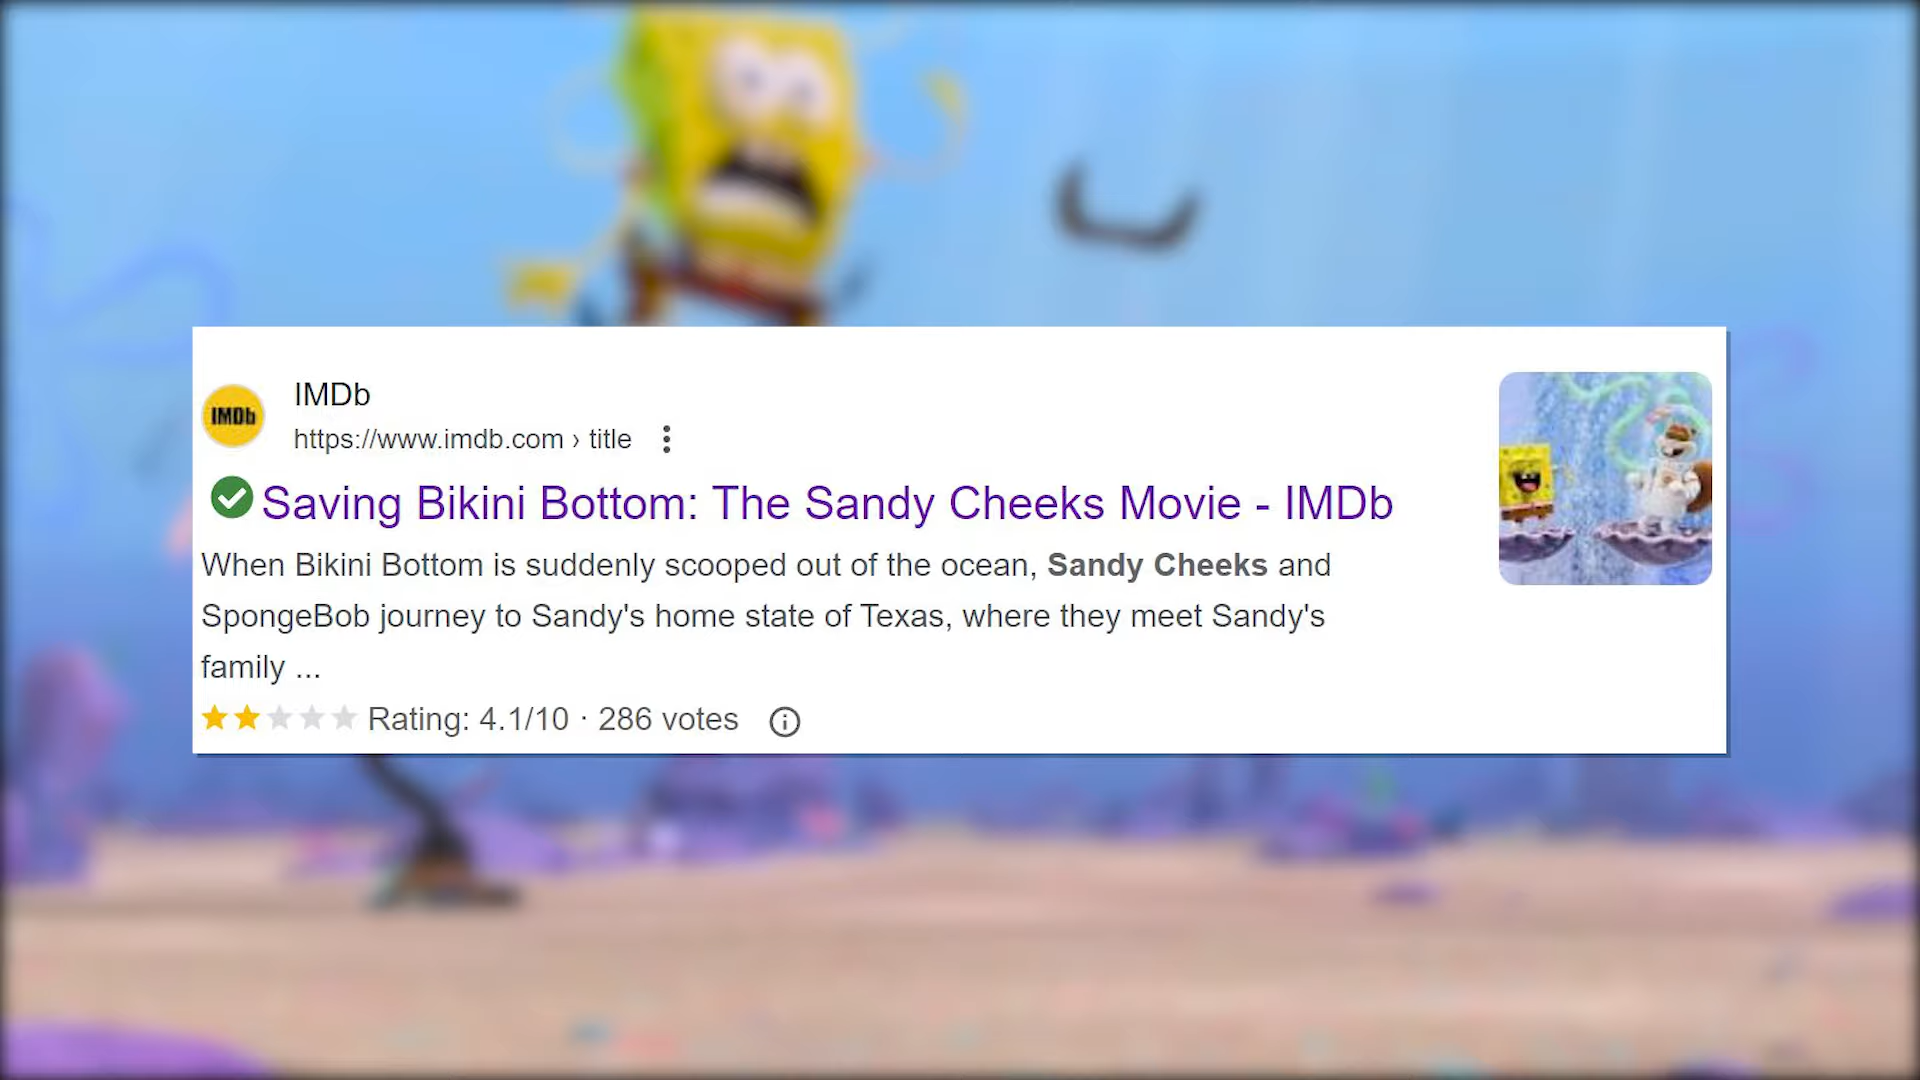 IMDb
IMDb
https://www.imdb.com › title
Saving Bikini Bottom: The Sandy Cheeks Movie - IMDb
When Bikini Bottom is suddenly scooped out of the ocean, Sandy Cheeks and
SpongeBob journey to Sandy's home state of Texas, where they meet Sandy's
family ...
Rating: 4.1/10 · 286 votes